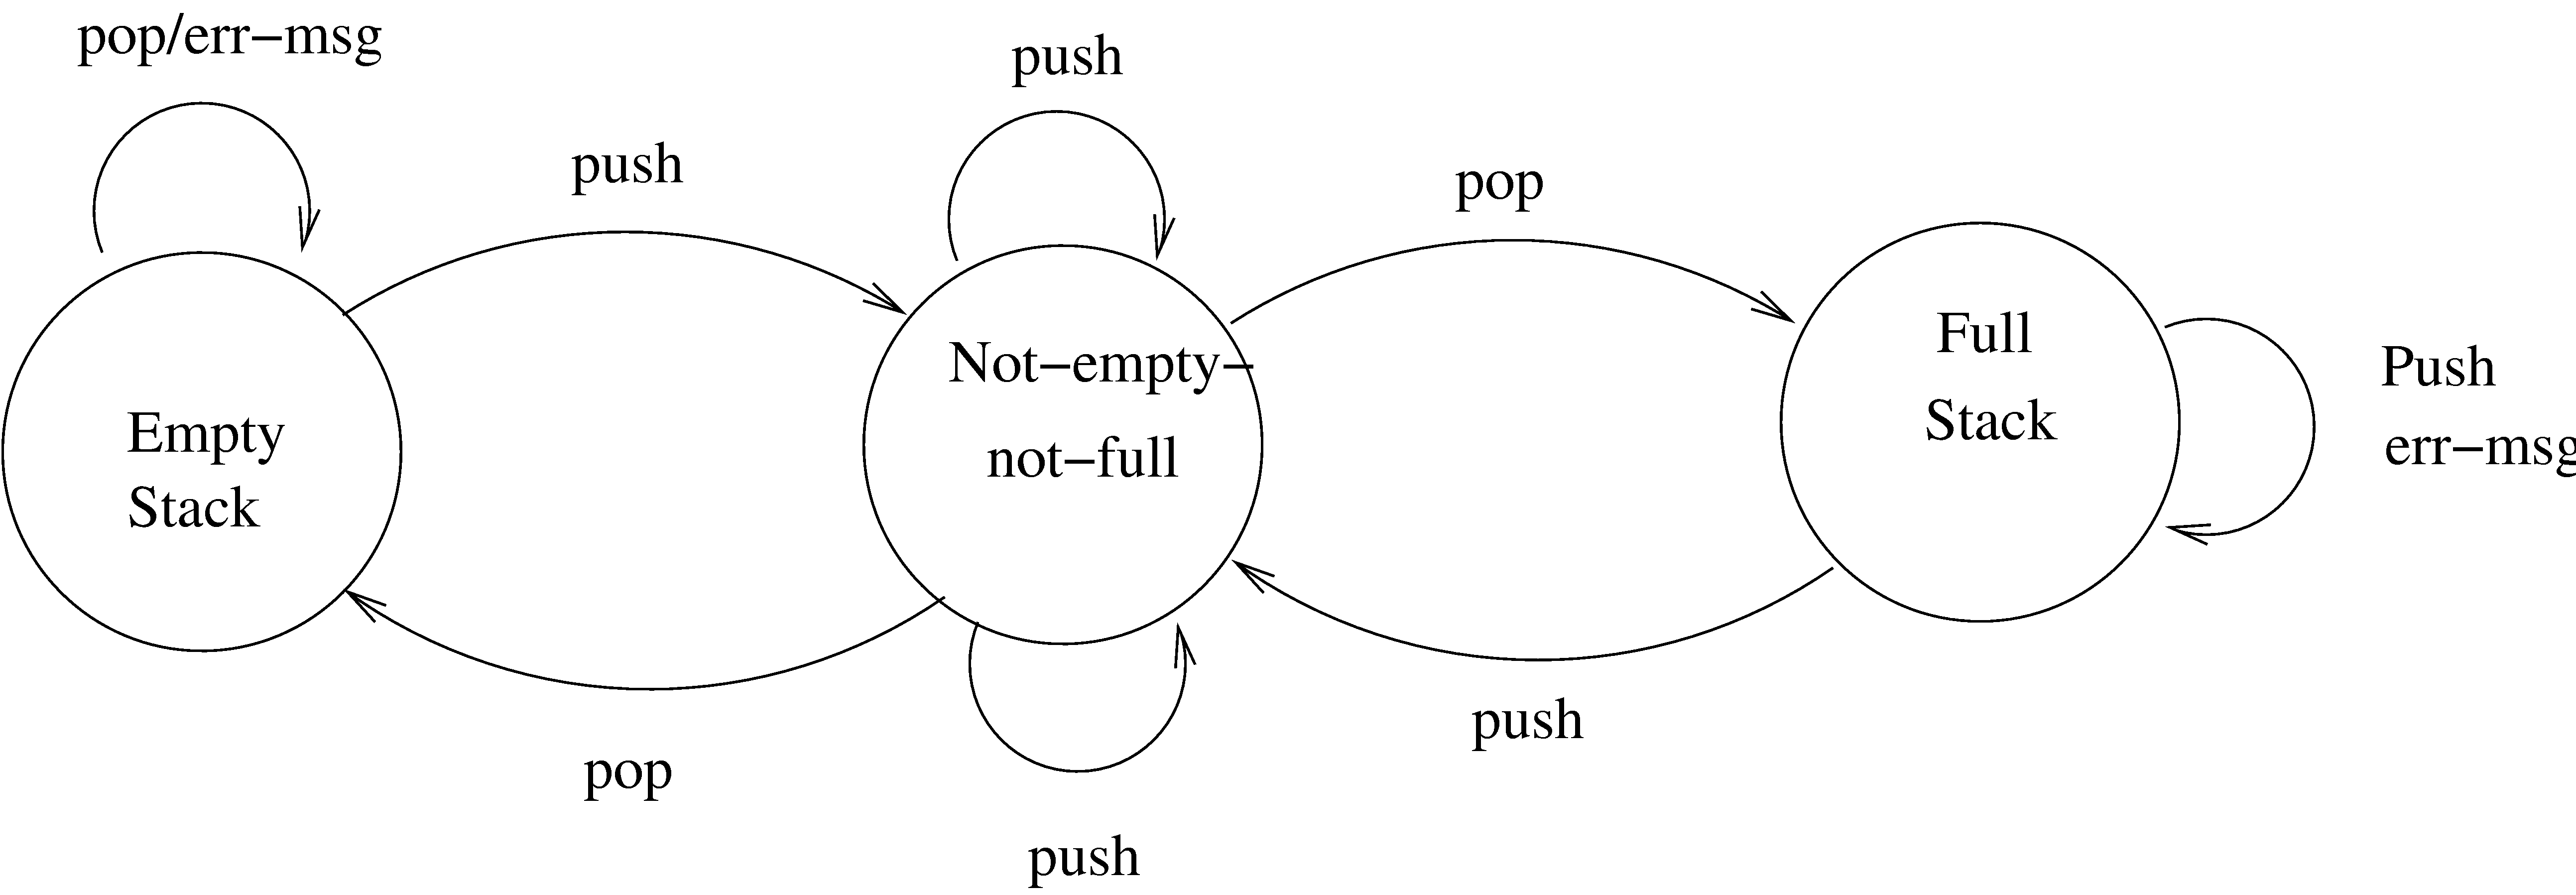 pop/err−msg
push
push
pop
Empty
Stack
Not−empty−
not−full
Full
Stack
Push
err−msg
pop
push
push